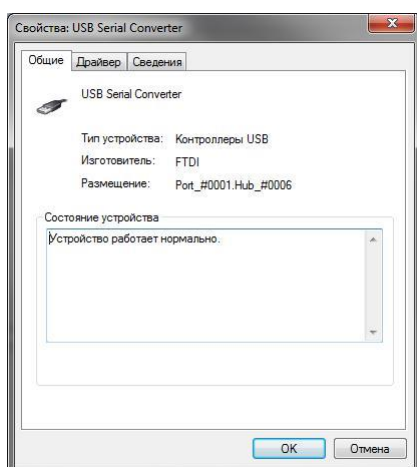 Свойства: USB Serial Converter
Общие Драйвер Сведения
USB Serial Converter
Тип устройства: Контроллеры USB
Изготовитель: FTDI
Размещение: Port_#0001.Hub_#0006
Состояние устройства
Устройство работает нормально.
OK Отмена